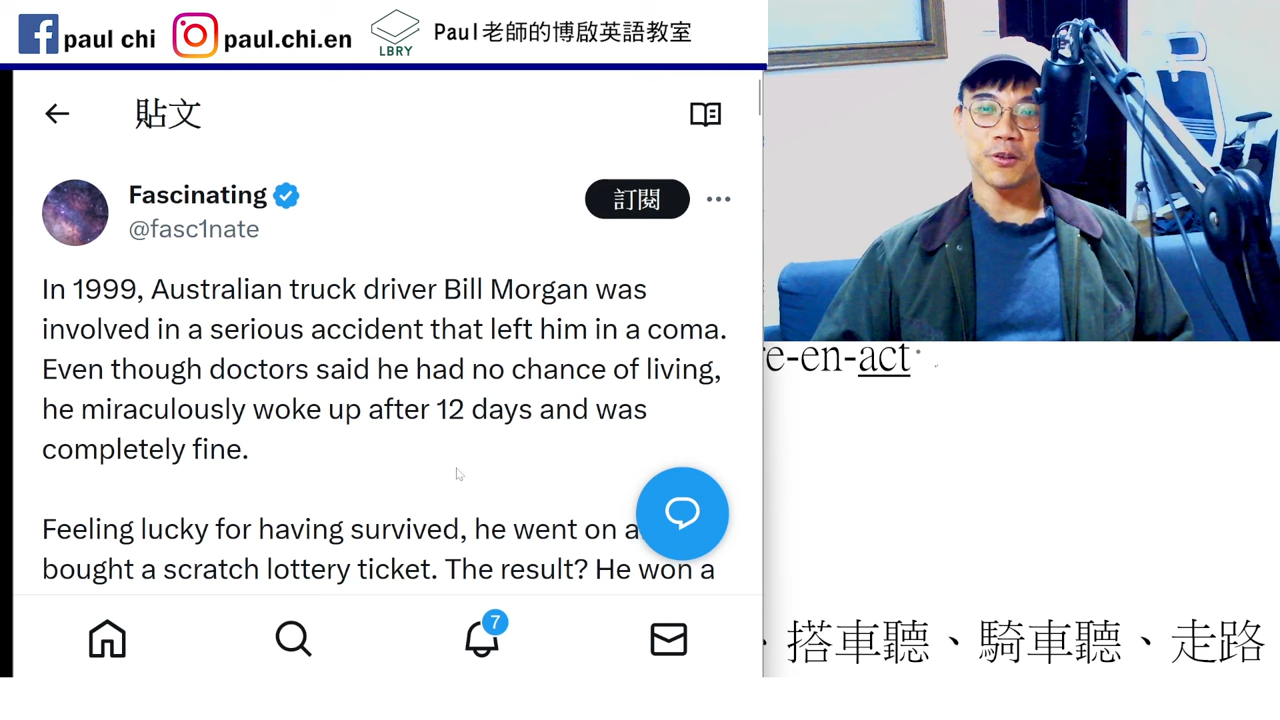 paul chi
paul.chi.en
LBRY
Paul老師的博啟英語教室
貼文
Fascinating
訂閱
@fasc1nate
In 1999, Australian truck driver Bill Morgan was
involved in a serious accident that left him in a coma.
Even though doctors said he had no chance of living,
he miraculously woke up after 12 days and was
completely fine.
Feeling lucky for having survived, he went on a
bought a scratch lottery ticket. The result? He won a
7
re-en-act
、搭車聽、騎車聽、走路